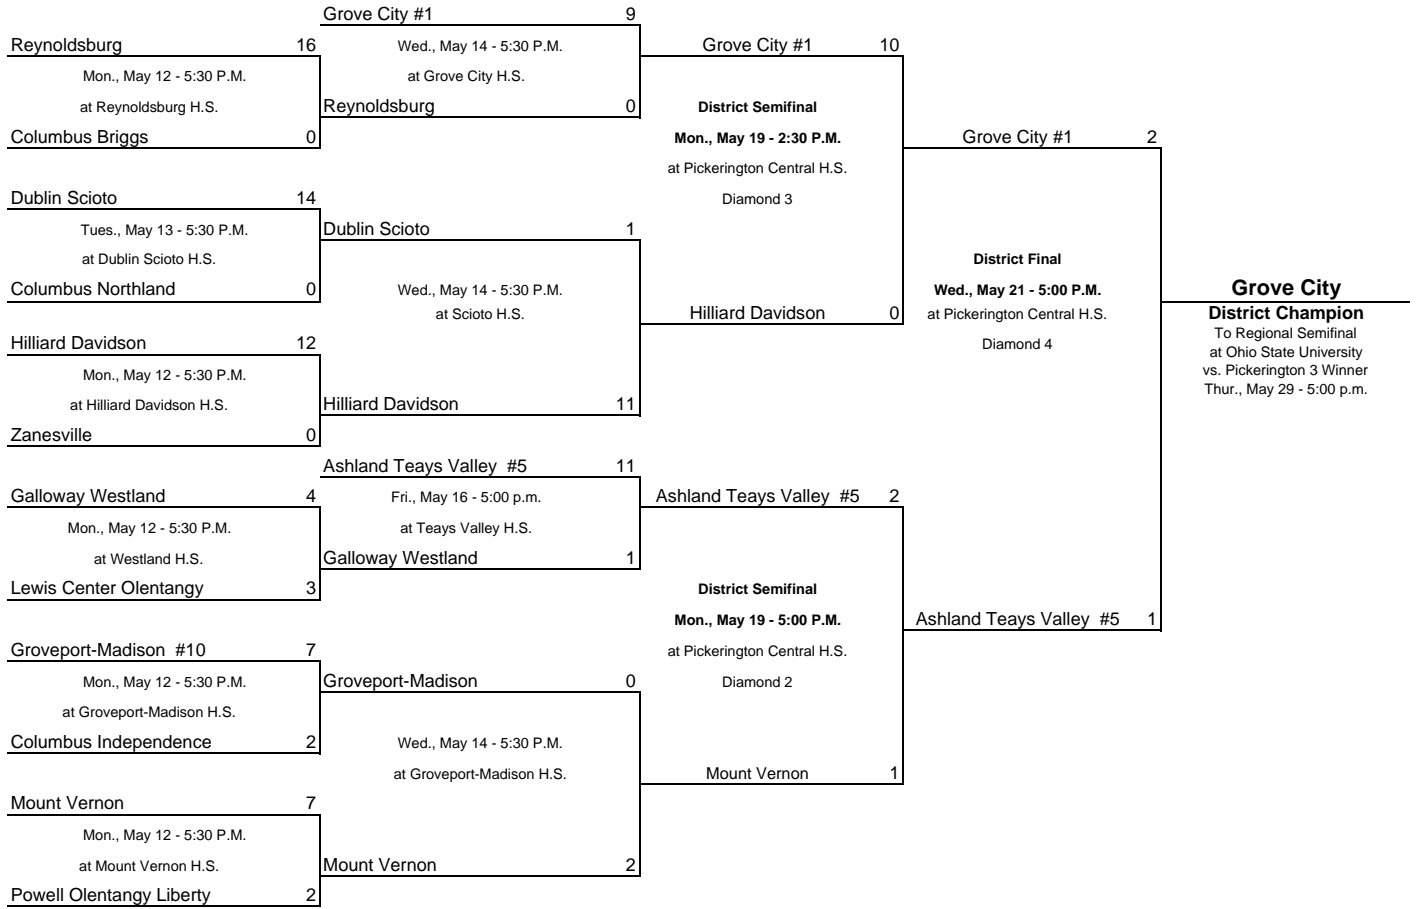 Grove City #1 9
Reynoldsburg 16
Wed., May 14 - 5:30 P.M.
Grove City #1 10
Mon., May 12 - 5:30 P.M.
at Grove City H.S.
at Reynoldsburg H.S.
Reynoldsburg 0
District Semifinal
Columbus Briggs 0
Mon., May 19 - 2:30 P.M.
Grove City #1 2
at Pickerington Central H.S.
Dublin Scioto 14
Diamond 3
Tues., May 13 - 5:30 P.M.
Dublin Scioto 1
at Dublin Scioto H.S.
District Final
Columbus Northland 0
Wed., May 14 - 5:30 P.M.
Wed., May 21 - 5:00 P.M.
Grove City
at Scioto H.S.
Hilliard Davidson 0
at Pickerington Central H.S.
District Champion
To Regional Semifinal
Hilliard Davidson 12
Diamond 4
at Ohio State University
vs. Pickerington 3 Winner
Mon., May 12 - 5:30 P.M.
Thur., May 29 - 5:00 p.m.
at Hilliard Davidson H.S.
Hilliard Davidson 11
Zanesville 0
Ashland Teays Valley #5 11
Galloway Westland 4
Fri., May 16 - 5:00 p.m.
Ashland Teays Valley #5 2
Mon., May 12 - 5:30 P.M.
at Teays Valley H.S.
at Westland H.S.
Galloway Westland 1
Lewis Center Olentangy 3
District Semifinal
Mon., May 19 - 5:00 P.M.
Ashland Teays Valley #5 1
Groveport-Madison #10 7
at Pickerington Central H.S.
Mon., May 12 - 5:30 P.M.
Groveport-Madison 0
Diamond 2
at Groveport-Madison H.S.
Columbus Independence 2
Wed., May 14 - 5:30 P.M.
at Groveport-Madison H.S.
Mount Vernon 1
Mount Vernon 7
Mon., May 12 - 5:30 P.M.
at Mount Vernon H.S.
Mount Vernon 2
Powell Olentangy Liberty 2